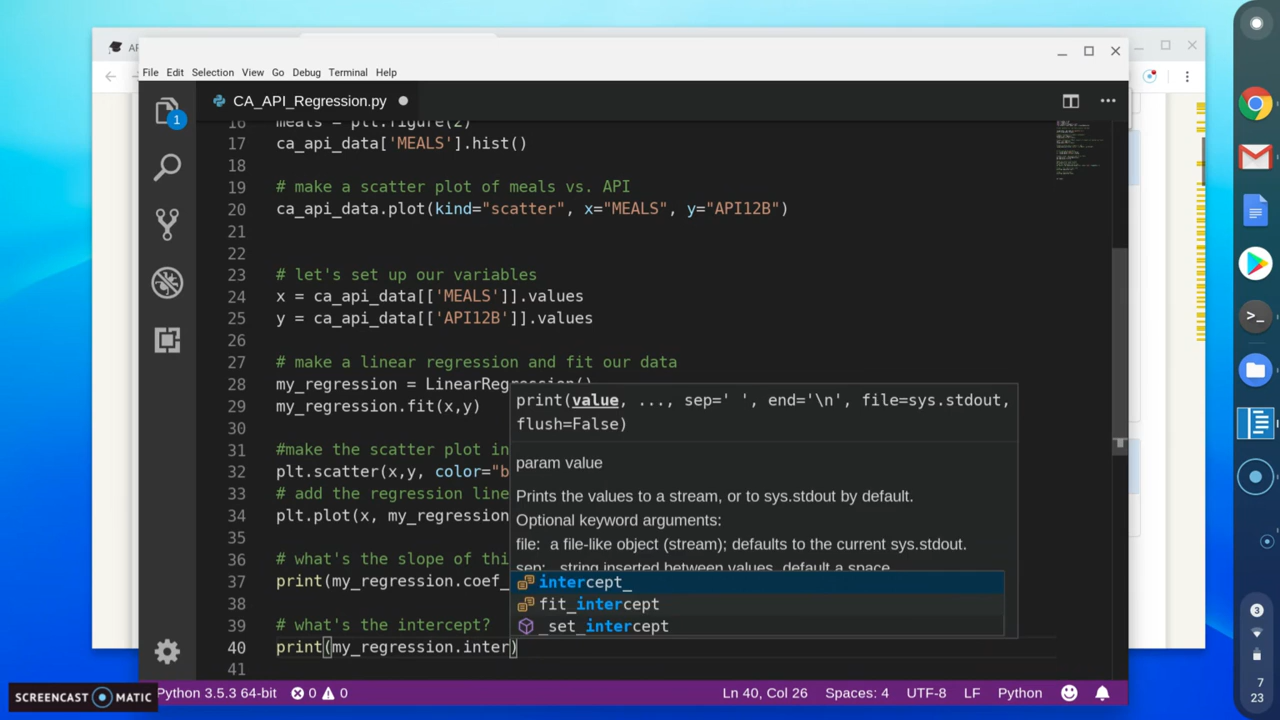 AP
File Edit Selection View Go Debug Terminal Help
CA_API_Regression.py
1
16 meals = plt.figure(2)
17 ca_api_data['MEALS'].hist()
18
19 # make a scatter plot of meals vs. API
20 ca_api_data.plot(kind="scatter", x="MEALS", y="API12B")
21
22
23 # let's set up our variables
24 x = ca_api_data[['MEALS']].values
25 y = ca_api_data[['API12B']].values
26
27 # make a linear regression and fit our data
28 my_regression = LinearRegression()
29 my_regression.fit(x,y)
30
31 #make the scatter plot in
32 plt.scatter(x,y, color="b
33 # add the regression line
34 plt.plot(x, my_regression
35
36 # what's the slope of thi
37 print(my_regression.coef_
38
39 # what's the intercept?
40 print(my_regression.inter)
41
print(value, ..., sep=' ', end='\n', file=sys.stdout,
flush=False)
param value
Prints the values to a stream, or to sys.stdout by default.
Optional keyword arguments:
file: a file-like object (stream); defaults to the current sys.stdout.
sep: string inserted between values, default a space.
intercept_
fit_intercept
_set_intercept
Python 3.5.3 64-bit 0 0 Ln 40, Col 26 Spaces: 4 UTF-8 LF Python
SCREENCAST MATIC
3
7
23